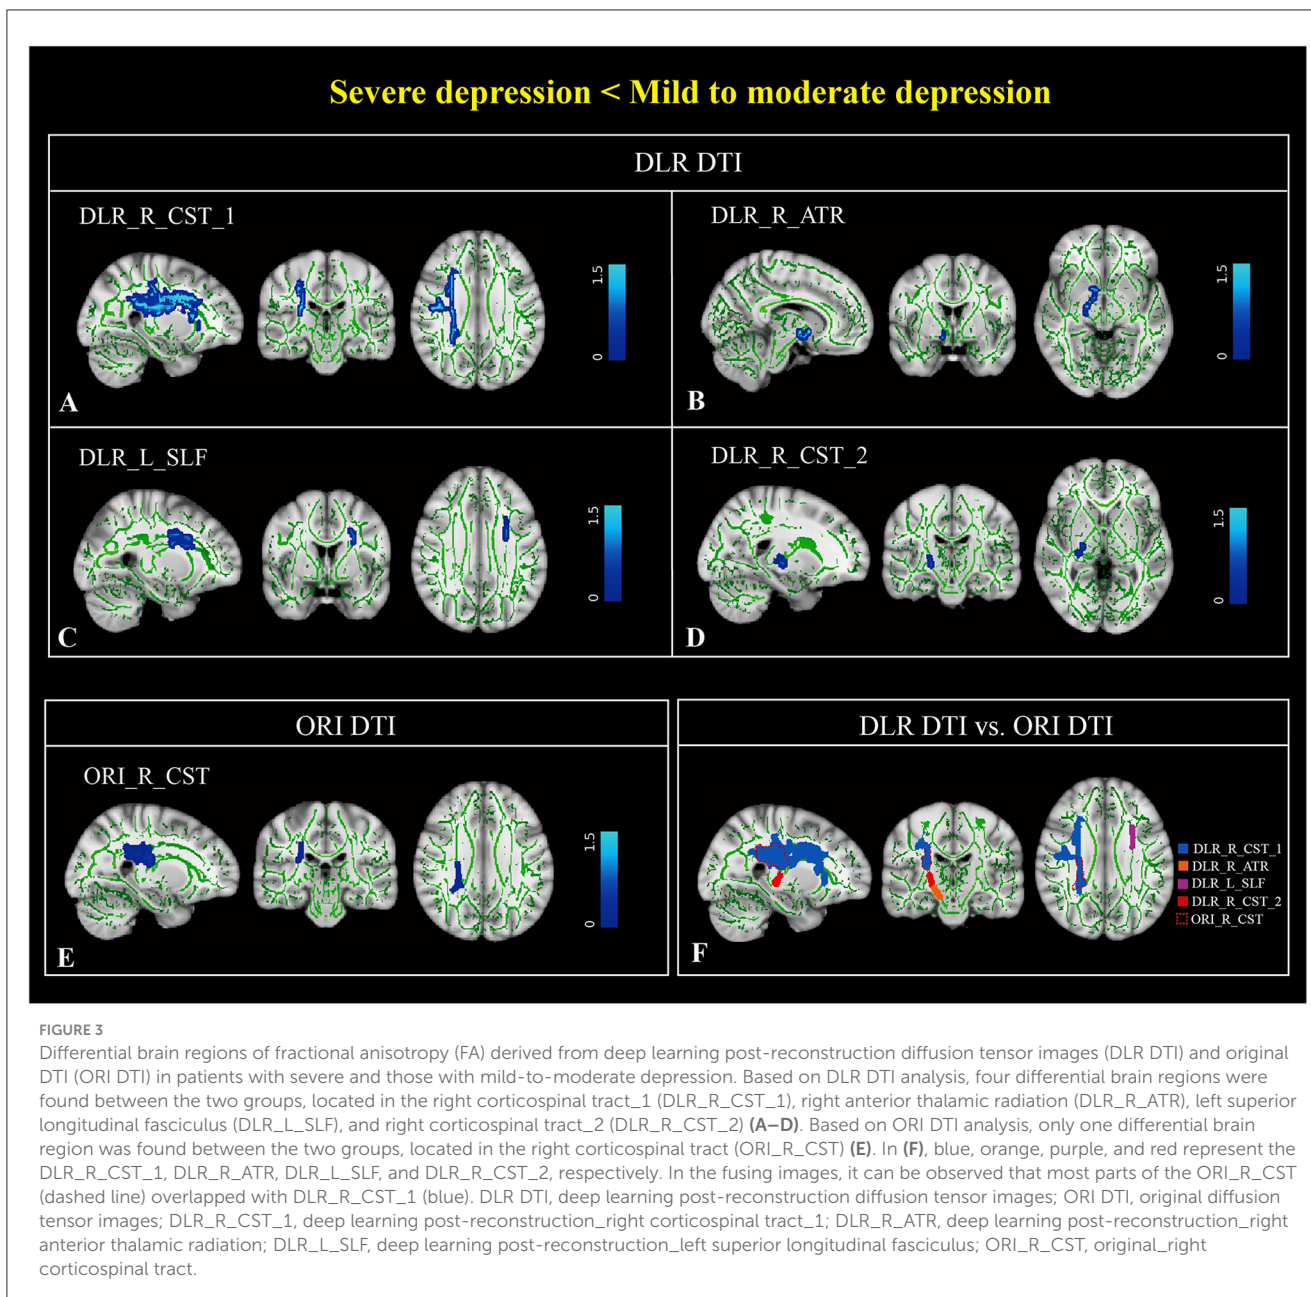 Severe depression < Mild to moderate depression
DLR DTI
DLR_R_CST_1
1.5
0
A
DLR_R_ATR
1.5
0
B
DLR_L_SLF
1.5
0
C
DLR_R_CST_2
1.5
0
D
ORI DTI
ORI_R_CST
1.5
0
E
DLR DTI vs. ORI DTI
DLR_R_CST_1
DLR_R_ATR
DLR_L_SLF
DLR_R_CST_2
ORI_R_CST
F
FIGURE 3
Differential brain regions of fractional anisotropy (FA) derived from deep learning post-reconstruction diffusion tensor images (DLR DTI) and original
DTI (ORI DTI) in patients with severe and those with mild-to-moderate depression. Based on DLR DTI analysis, four differential brain regions were
found between the two groups, located in the right corticospinal tract_1 (DLR_R_CST_1), right anterior thalamic radiation (DLR_R_ATR), left superior
longitudinal fasciculus (DLR_L_SLF), and right corticospinal tract_2 (DLR_R_CST_2) (A–D). Based on ORI DTI analysis, only one differential brain
region was found between the two groups, located in the right corticospinal tract (ORI_R_CST) (E). In (F), blue, orange, purple, and red represent the
DLR_R_CST_1, DLR_R_ATR, DLR_L_SLF, and DLR_R_CST_2, respectively. In the fusing images, it can be observed that most parts of the ORI_R_CST
(dashed line) overlapped with DLR_R_CST_1 (blue). DLR DTI, deep learning post-reconstruction diffusion tensor images; ORI DTI, original diffusion
tensor images; DLR_R_CST_1, deep learning post-reconstruction_right corticospinal tract_1; DLR_R_ATR, deep learning post-reconstruction_right
anterior thalamic radiation; DLR_L_SLF, deep learning post-reconstruction_left superior longitudinal fasciculus; ORI_R_CST, original_right
corticospinal tract.